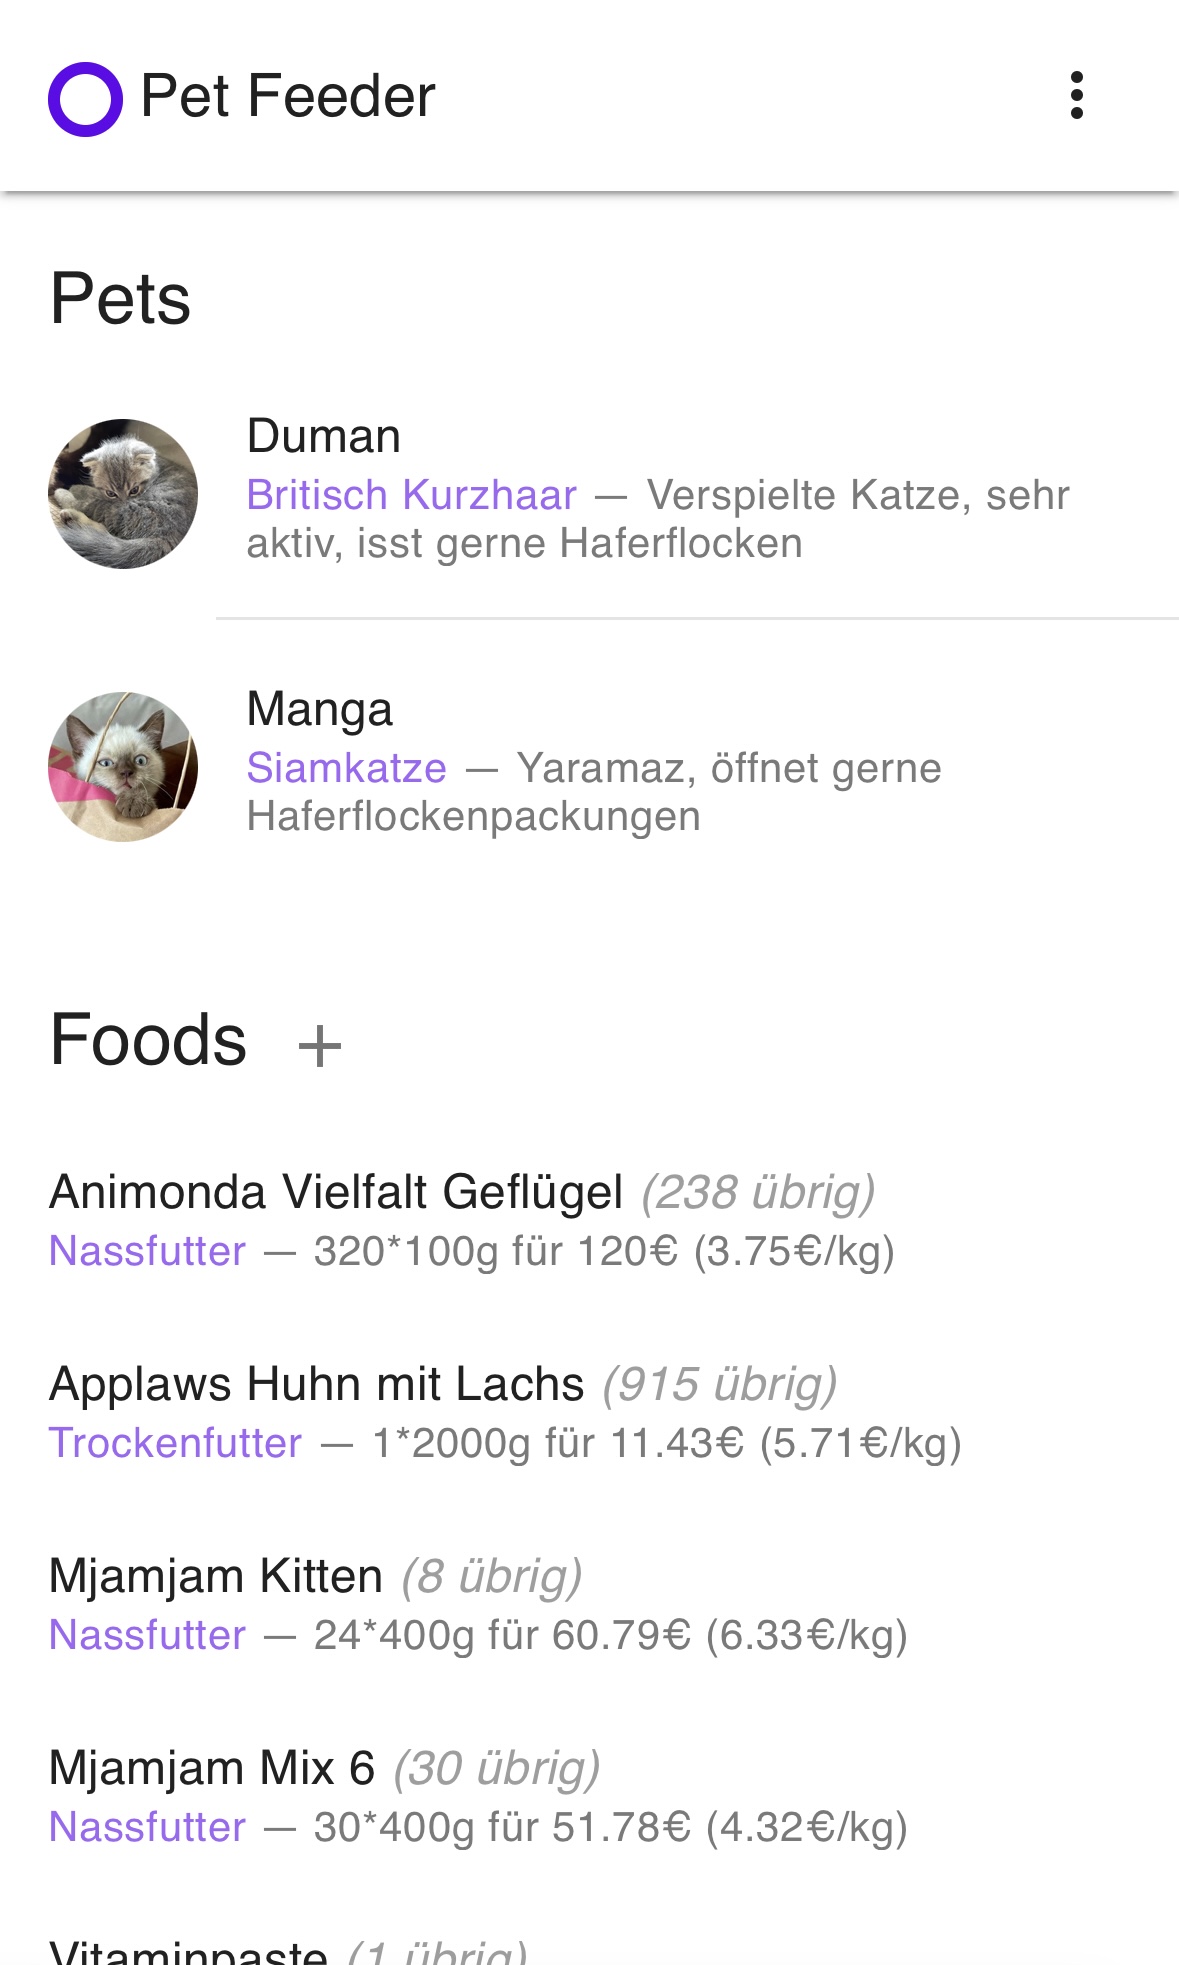 Pet Feeder
Pets
Duman
Britisch Kurzhaar — Verspielte Katze, sehr
aktiv, isst gerne Haferflocken
Manga
Siamkatze — Yaramaz, öffnet gerne
Haferflockenpackungen
Foods +
Animonda Vielfalt Geflügel (238 übrig)
Nassfutter — 320*100g für 120€ (3.75€/kg)
Applaws Huhn mit Lachs (915 übrig)
Trockenfutter — 1*2000g für 11.43€ (5.71€/kg)
Mjamjam Kitten (8 übrig)
Nassfutter — 24*400g für 60.79€ (6.33€/kg)
Mjamjam Mix 6 (30 übrig)
Nassfutter — 30*400g für 51.78€ (4.32€/kg)
Vitaminpaste (1 übrig)